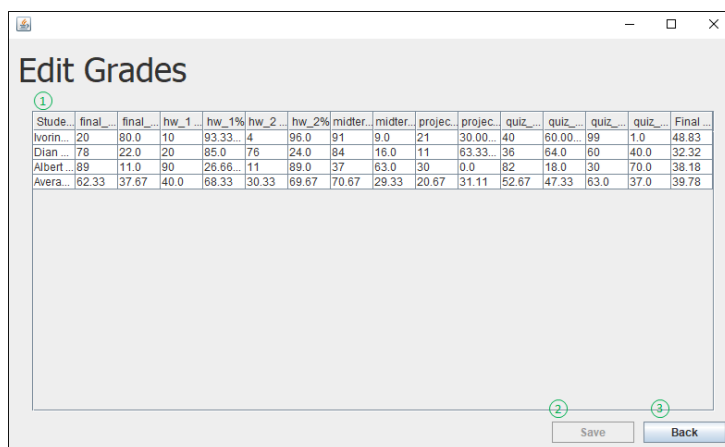 Edit Grades
1
Stude... final_... final_... hw_1 ... hw_1% hw_2 ... hw_2% midter... midter... projec... projec... quiz_... quiz_... quiz_... quiz_... Final ...
Ivorin... 20 80.0 10 93.33... 4 96.0 91 9.0 21 30.00... 40 60.00... 99 1.0 48.83
Dian ... 78 22.0 20 85.0 76 24.0 84 16.0 11 63.33... 36 64.0 60 40.0 32.32
Albert ... 89 11.0 90 26.66... 11 89.0 37 63.0 30 0.0 82 18.0 30 70.0 38.18
Avera... 62.33 37.67 40.0 68.33 30.33 69.67 70.67 29.33 20.67 31.11 52.67 47.33 63.0 37.0 39.78
2 3
Save Back